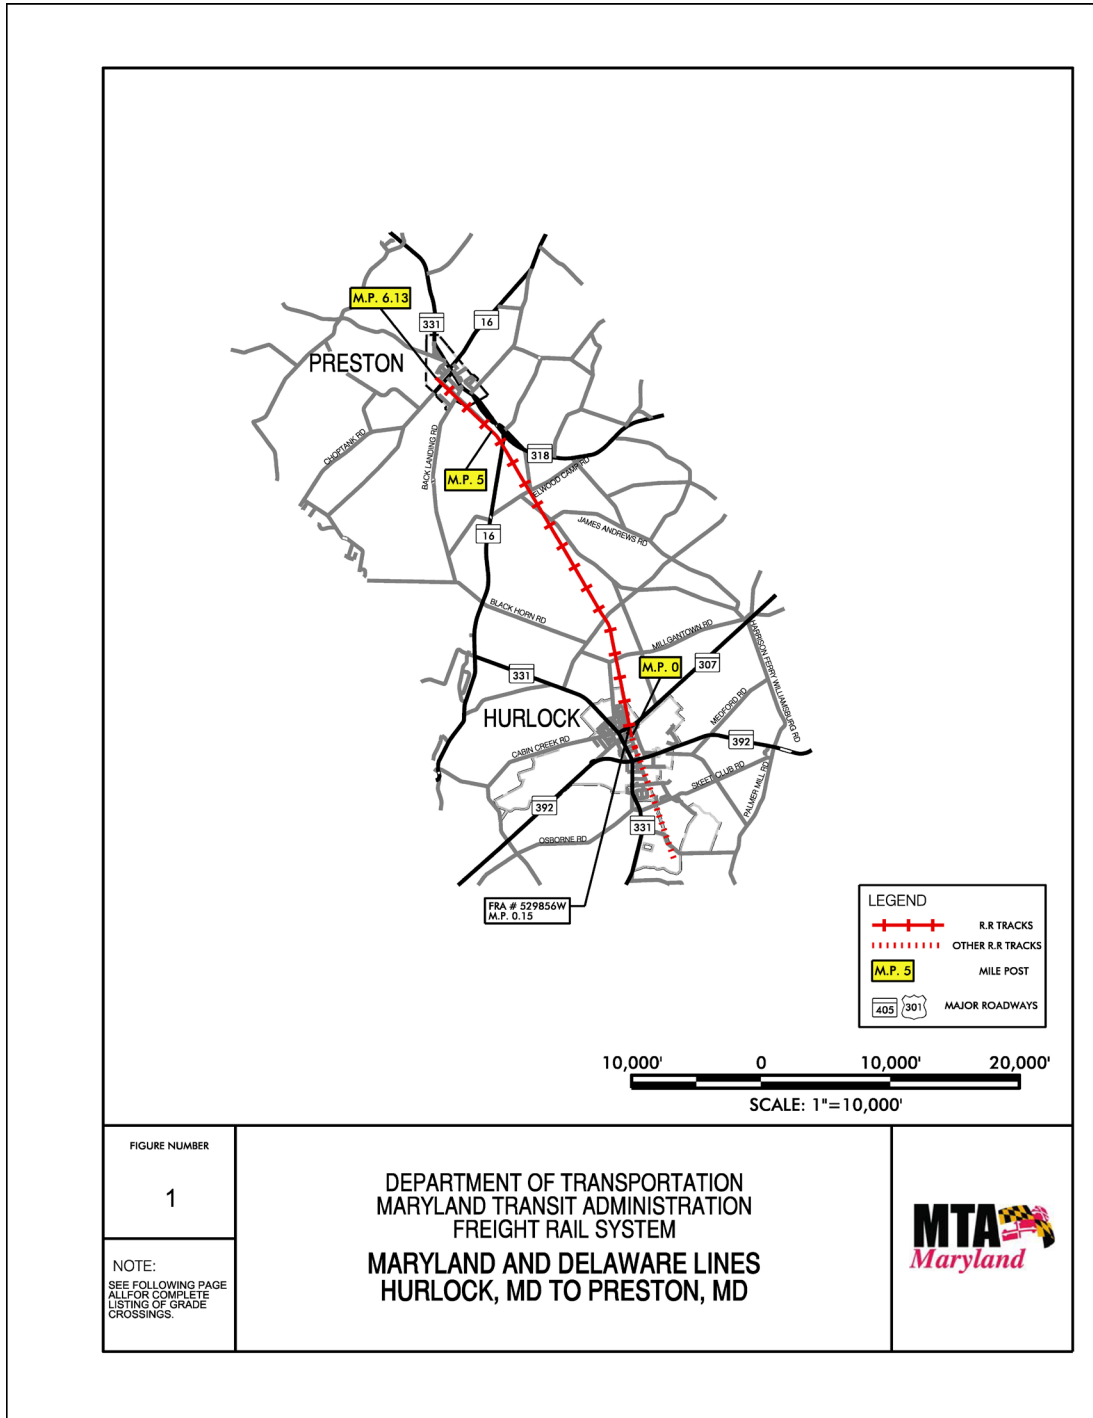 M.P. 6.13
331
16
PRESTON
CHOPTANK RD
BACK LANDING RD
318
M.P. 5
ELWOOD CAMP RD
JAMES ANDREWS RD
16
BLACK HORN RD
MILLGANTOWN RD
HARRISON FERRY WILLIAMSBURG RD
M.P. 0
307
331
MEDFORD RD
HURLOCK
392
CABIN CREEK RD
SKEET CLUB RD
PALMER MILL RD
392
331
OSBORNE RD
FRA # 529856W
M.P. 0.15
LEGEND
R.R TRACKS
OTHER R.R TRACKS
M.P. 5 MILE POST
405 301 MAJOR ROADWAYS
10,000' 0 10,000' 20,000'
SCALE: 1"=10,000'
FIGURE NUMBER
1
NOTE:
SEE FOLLOWING PAGE
ALLFOR COMPLETE
LISTING OF GRADE
CROSSINGS.
DEPARTMENT OF TRANSPORTATION
MARYLAND TRANSIT ADMINISTRATION
FREIGHT RAIL SYSTEM
MARYLAND AND DELAWARE LINES
HURLOCK, MD TO PRESTON, MD
MTA
Maryland